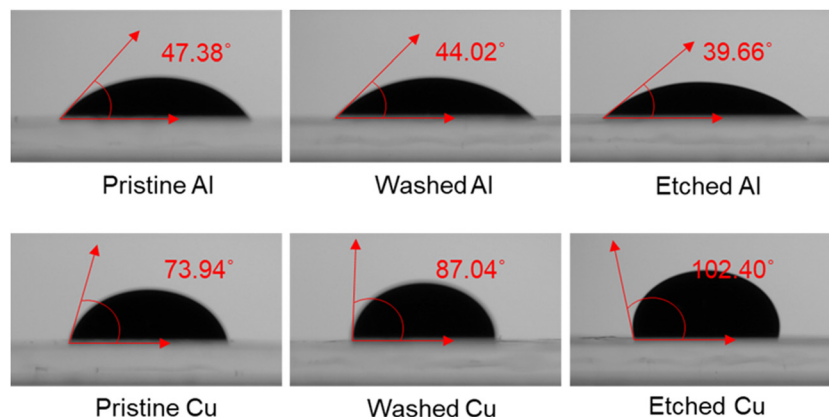 47.38°
44.02°
39.66°
Pristine Al
Washed Al
Etched Al
73.94°
87.04°
102.40°
Pristine Cu
Washed Cu
Etched Cu